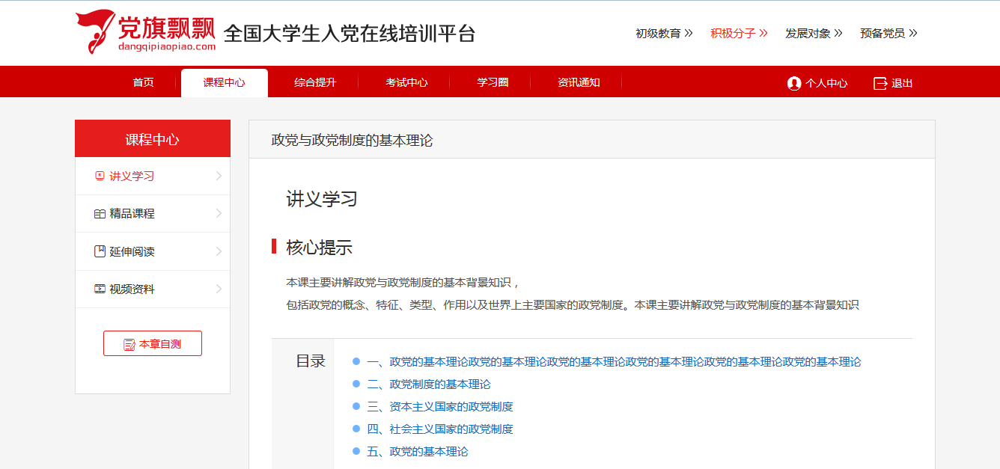 党旗飘飘
dangqipiaopiao.com
全国大学生入党在线培训平台
初级教育 积极分子 发展对象 预备党员
首页 课程中心 综合提升 考试中心 学习圈 资讯通知 个人中心 退出
课程中心
讲义学习
精品课程
延伸阅读
视频资料
本章自测
政党与政党制度的基本理论
讲义学习
核心提示
本课主要讲解政党与政党制度的基本背景知识，
包括政党的概念、特征、类型、作用以及世界上主要国家的政党制度。本课主要讲解政党与政党制度的基本背景知识
目录
一、政党的基本理论政党的基本理论政党的基本理论政党的基本理论政党的基本理论政党的基本理论
二、政党制度的基本理论
三、资本主义国家的政党制度
四、社会主义国家的政党制度
五、政党的基本理论